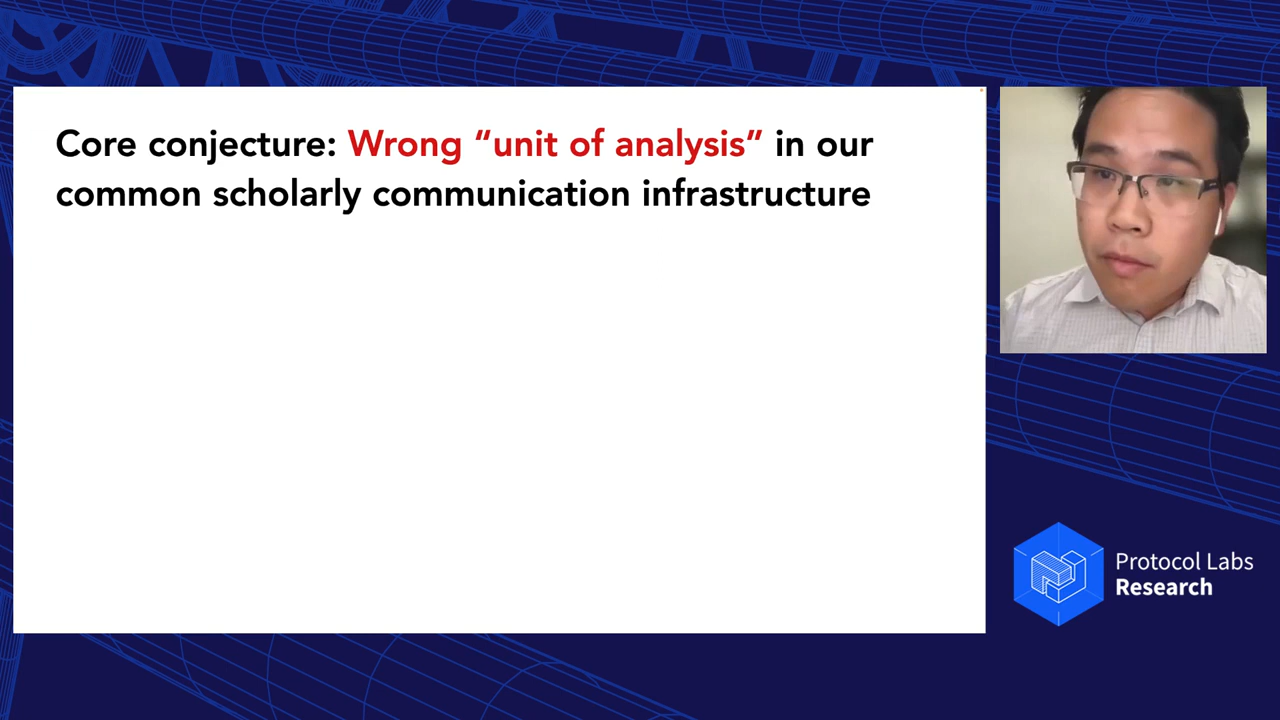 Core conjecture: Wrong “unit of analysis” in our
common scholarly communication infrastructure
Protocol Labs
Research